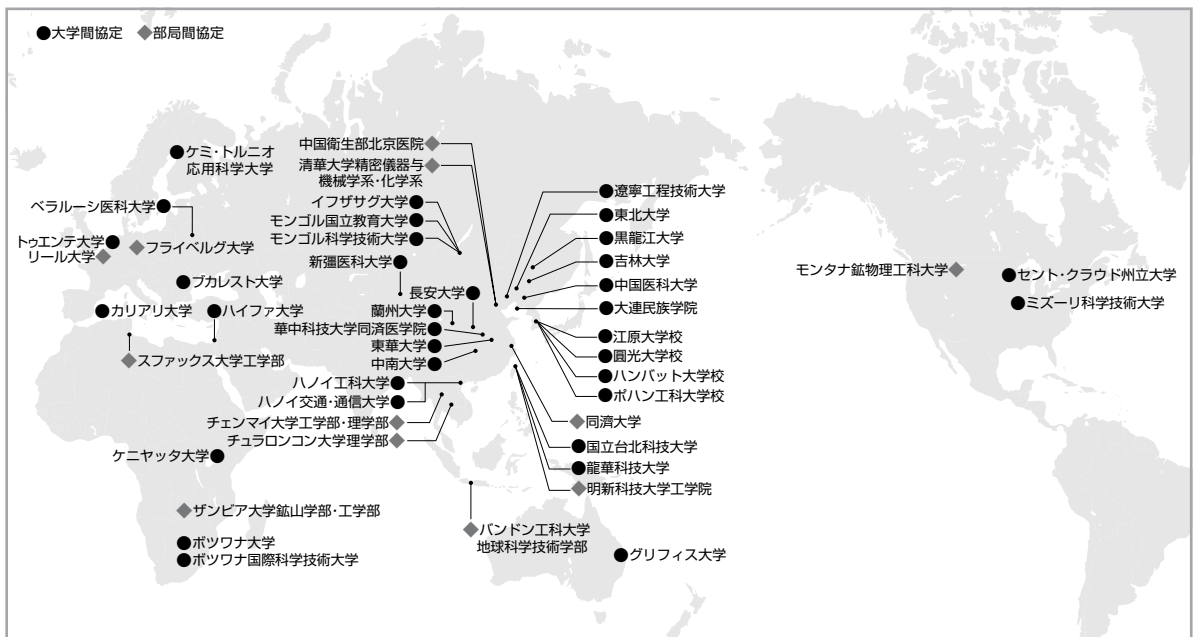 ●大学間協定 ◆部局間協定
●ケミ・トルニオ
応用科学大学
ベラルーシ医科大学●
トゥエンテ大学●
リール大学◆
◆フライベルグ大学
●ブカレスト大学
●カリアリ大学
●ハイファ大学
◆スファックス大学工学部
ケニヤッタ大学●
◆ザンビア大学鉱山学部・工学部
●ボツワナ大学
●ボツワナ国際科学技術大学
中国衛生部北京医院◆
清華大学精密儀器与◆
機械学系・化学系
イフザサグ大学●
モンゴル国立教育大学●
モンゴル科学技術大学●
新疆医科大学●
長安大学●
蘭州大学●
華中科技大学同済医学院●
東華大学●
中南大学●
ハノイ工科大学●
ハノイ交通・通信大学●
チェンマイ大学工学部・理学部◆
チュラロンコン大学理学部◆
◆バンドン工科大学
地球科学技術学部
●遼寧工程技術大学
●東北大学
●黒龍江大学
●吉林大学
●中国医科大学
●大連民族学院
●江原大学校
●圓光大学校
●ハンバット大学校
●ポハン工科大学校
◆同濟大学
●国立台北科技大学
●龍華科技大学
◆明新科技大学工学院
●グリフィス大学
モンタナ鉱物理工科大学◆
●セント・クラウド州立大学
●ミズーリ科学技術大学